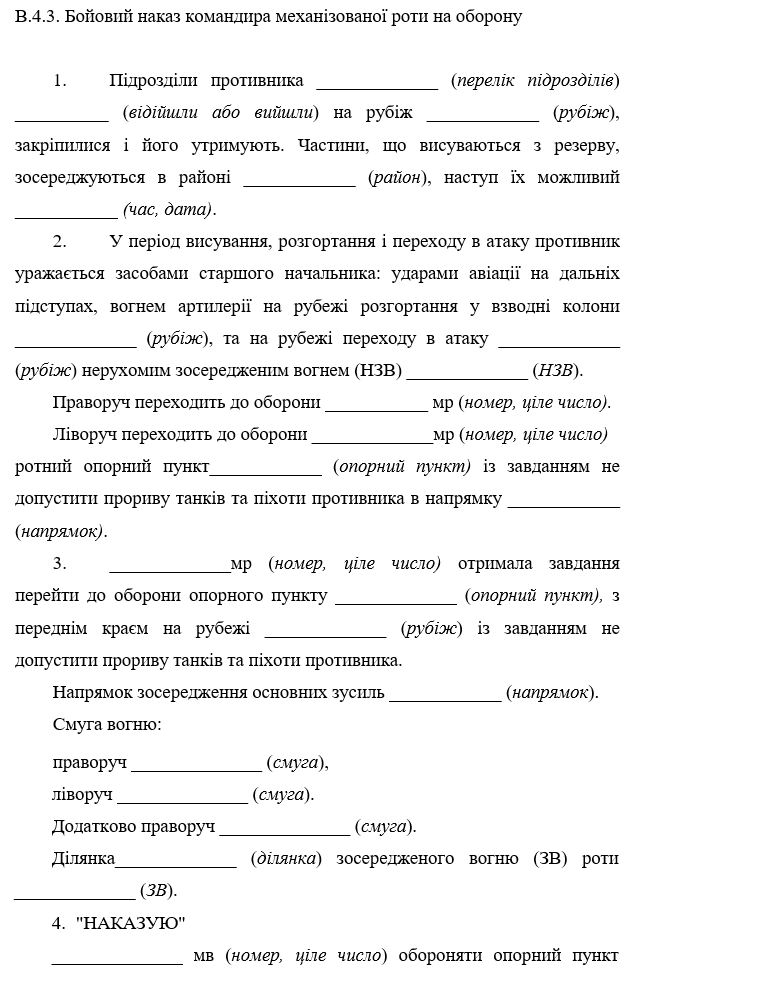 В.4.3. Бойовий наказ командира механізованої роти на оборону
1. Підрозділи противника _____________ (перелік підрозділів)
__________ (відійшли або вийшли) на рубіж ____________ (рубіж),
закріпилися і його утримують. Частини, що висуваються з резерву,
зосереджуються в районі ____________ (район), наступ їх можливий
___________ (час, дата).
2. У період висування, розгортання і переходу в атаку противник
уражається засобами старшого начальника: ударами авіації на дальніх
підступах, вогнем артилерії на рубежі розгортання у взводні колони
_____________ (рубіж), та на рубежі переходу в атаку _____________
(рубіж) нерухомим зосередженим вогнем (НЗВ) _____________ (НЗВ).
Праворуч переходить до оборони ___________ мр (номер, ціле число).
Ліворуч переходить до оборони _____________мр (номер, ціле число)
ротний опорний пункт____________ (опорний пункт) із завданням не
допустити прориву танків та піхоти противника в напрямку ____________
(напрямок).
3. _____________мр (номер, ціле число) отримала завдання
перейти до оборони опорного пункту _____________ (опорний пункт), з
переднім краєм на рубежі _____________ (рубіж) із завданням не
допустити прориву танків та піхоти противника.
Напрямок зосередження основних зусиль ____________ (напрямок).
Смуга вогню:
праворуч ______________ (смуга),
ліворуч ______________ (смуга).
Додатково праворуч ______________ (смуга).
Ділянка_____________ (ділянка) зосередженого вогню (ЗВ) роти
_____________ (ЗВ).
4. "НАКАЗУЮ"
______________ мв (номер, ціле число) обороняти опорний пункт